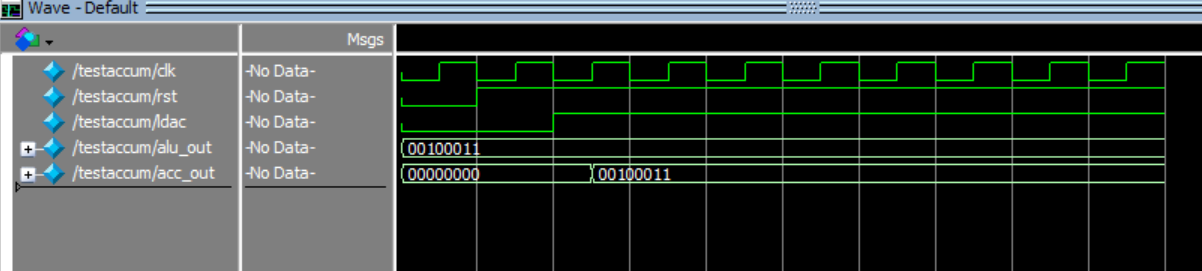 Wave - Default
Msgs
/testaccum/clk -No Data-
/testaccum/rst -No Data-
/testaccum/ldac -No Data-
/testaccum/alu_out -No Data- 00100011
/testaccum/acc_out -No Data- 00000000 00100011